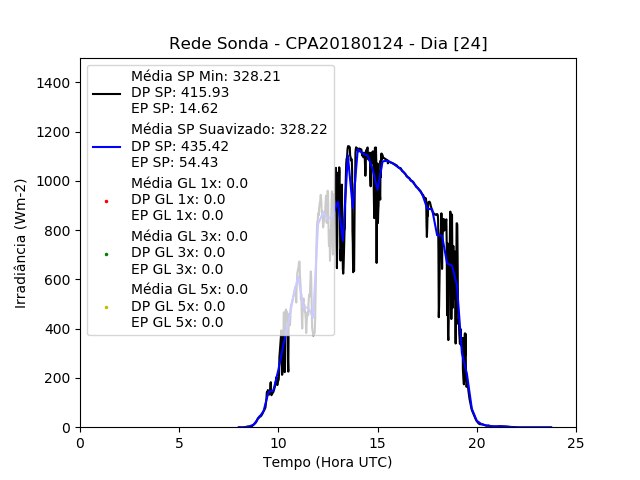 Rede Sonda - CPA20180124 - Dia [24]
Irradiância (Wm-2)
1400
1200
1000
800
600
400
200
0
Média SP Min: 328.21
DP SP: 415.93
EP SP: 14.62
Média SP Suavizado: 328.22
DP SP: 435.42
EP SP: 54.43
Média GL 1x: 0.0
DP GL 1x: 0.0
EP GL 1x: 0.0
Média GL 3x: 0.0
DP GL 3x: 0.0
EP GL 3x: 0.0
Média GL 5x: 0.0
DP GL 5x: 0.0
EP GL 5x: 0.0
0 5 10 15 20 25
Tempo (Hora UTC)